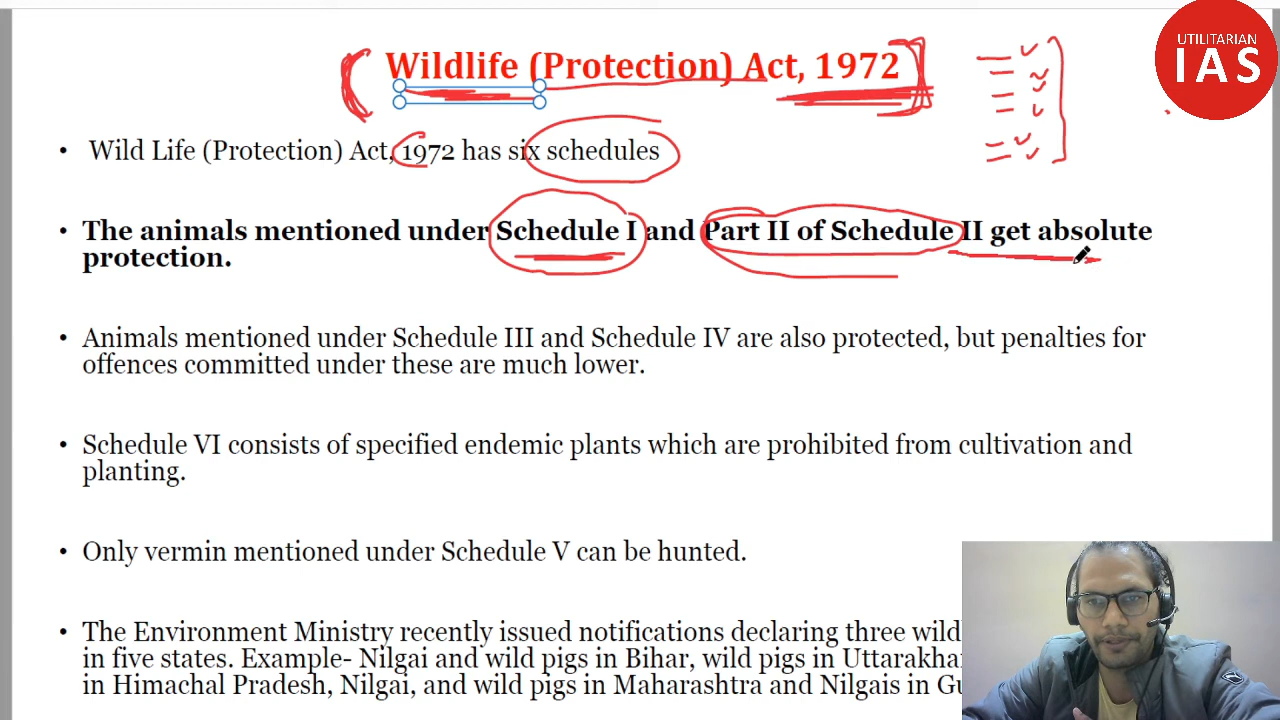 UTILITARIAN
IAS
Wildlife (Protection) Act, 1972
• Wild Life (Protection) Act, 1972 has six schedules
• The animals mentioned under Schedule I and Part II of Schedule II get absolute
protection.
• Animals mentioned under Schedule III and Schedule IV are also protected, but penalties for
offences committed under these are much lower.
• Schedule VI consists of specified endemic plants which are prohibited from cultivation and
planting.
• Only vermin mentioned under Schedule V can be hunted.
• The Environment Ministry recently issued notifications declaring three
in five states. Example- Nilgai and wild pigs in Bihar, wild pigs in
in Himachal Pradesh, Nilgai, and wild pigs in Maharashtra and Nilgais in